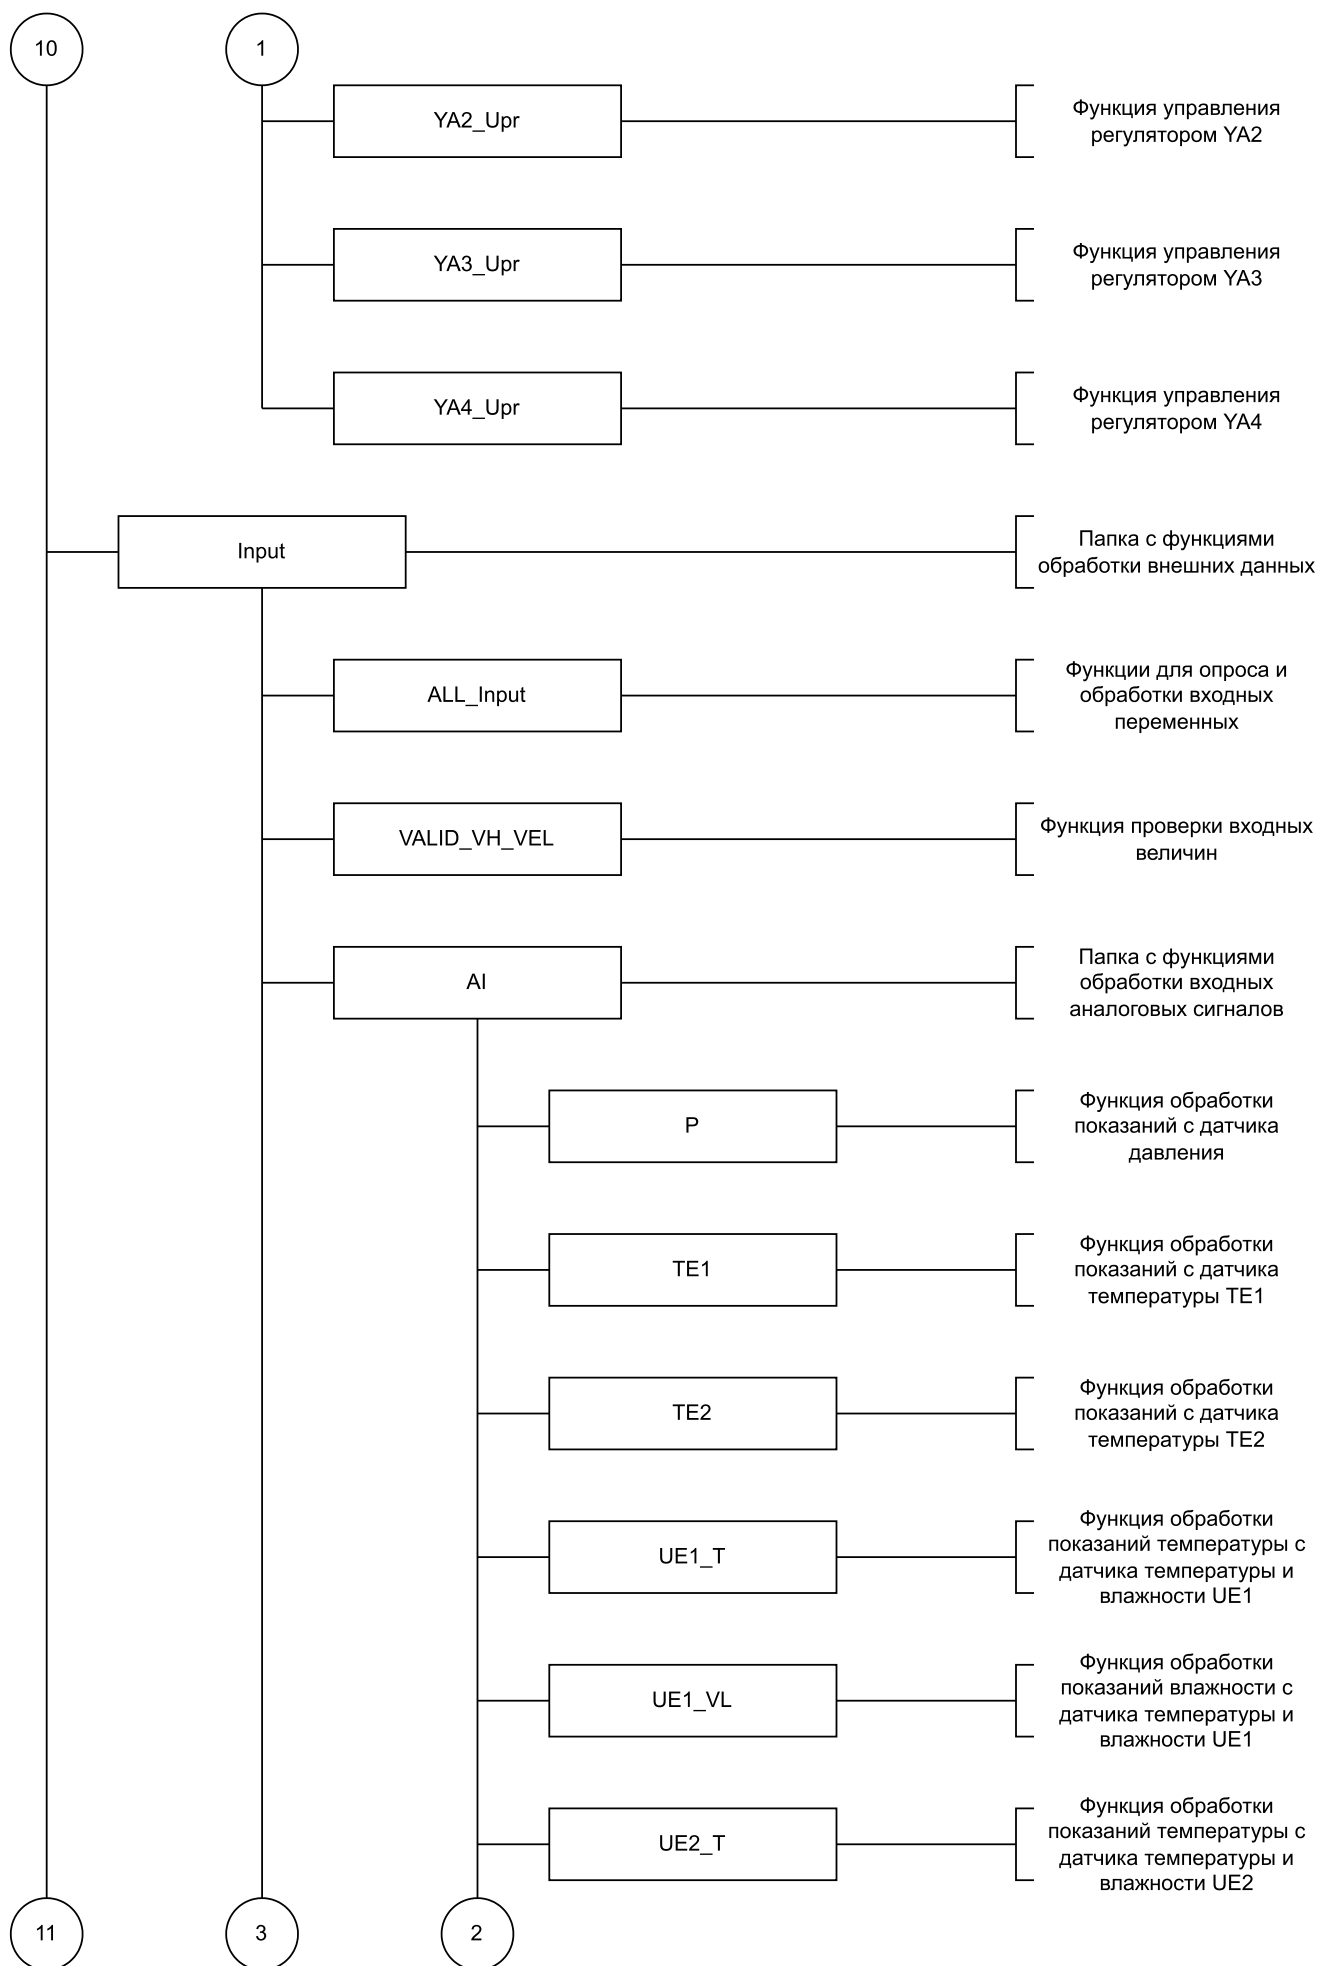 10
1
YA2_Upr
Функция управления
регулятором YA2
YA3_Upr
Функция управления
регулятором YA3
YA4_Upr
Функция управления
регулятором YA4
Input
Папка с функциями
обработки внешних данных
ALL_Input
Функции для опроса и
обработки входных
переменных
VALID_VH_VEL
Функция проверки входных
величин
AI
Папка с функциями
обработки входных
аналоговых сигналов
P
Функция обработки
показаний с датчика
давления
TE1
Функция обработки
показаний с датчика
температуры TE1
TE2
Функция обработки
показаний с датчика
температуры TE2
UE1_T
Функция обработки
показаний температуры с
датчика температуры и
влажности UE1
UE1_VL
Функция обработки
показаний влажности с
датчика температуры и
влажности UE1
UE2_T
Функция обработки
показаний температуры с
датчика температуры и
влажности UE2
11
3
2